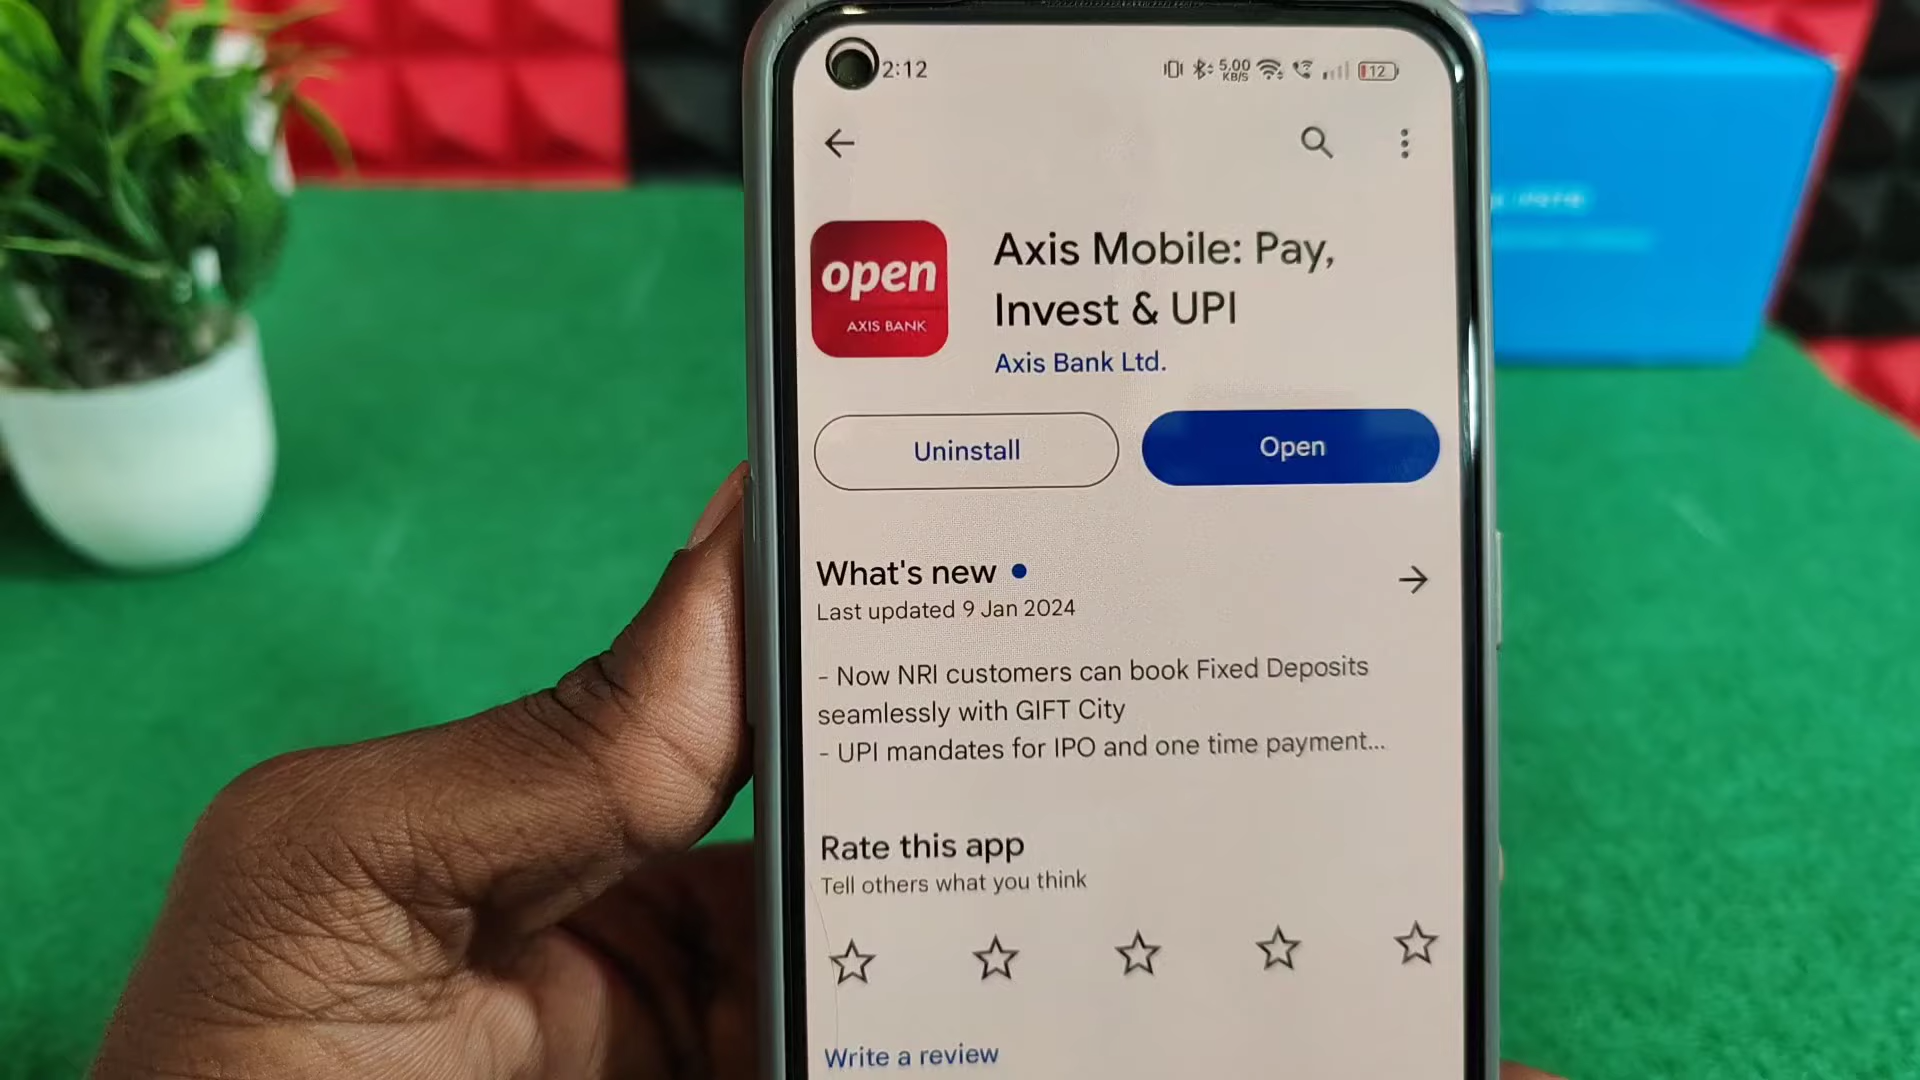 2:12
5.00
KB/S
12
open
AXIS BANK
Axis Mobile: Pay,
Invest & UPI
Axis Bank Ltd.
Uninstall
Open
What's new
Last updated 9 Jan 2024
- Now NRI customers can book Fixed Deposits
seamlessly with GIFT City
- UPI mandates for IPO and one time payment...
Rate this app
Tell others what you think
Write a review